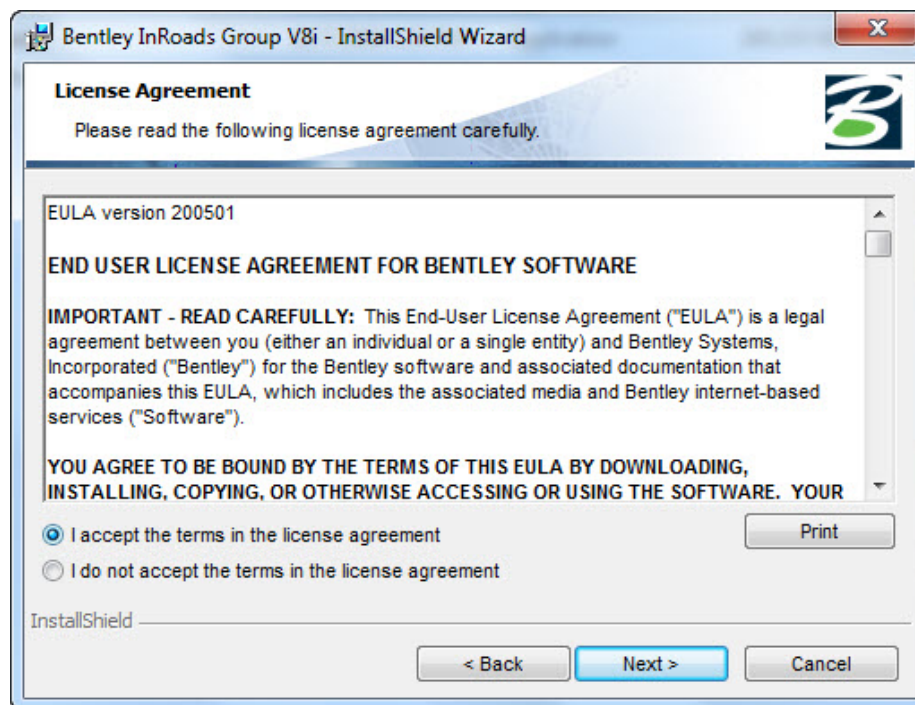 Bentley InRoads Group V8i - InstallShield Wizard
License Agreement
Please read the following license agreement carefully.
EULA version 200501
END USER LICENSE AGREEMENT FOR BENTLEY SOFTWARE
IMPORTANT - READ CAREFULLY: This End-User License Agreement ("EULA") is a legal
agreement between you (either an individual or a single entity) and Bentley Systems,
Incorporated ("Bentley") for the Bentley software and associated documentation that
accompanies this EULA, which includes the associated media and Bentley internet-based
services ("Software").
YOU AGREE TO BE BOUND BY THE TERMS OF THIS EULA BY DOWNLOADING,
INSTALLING, COPYING, OR OTHERWISE ACCESSING OR USING THE SOFTWARE. YOUR
I accept the terms in the license agreement
Print
I do not accept the terms in the license agreement
InstallShield
< Back
Next >
Cancel